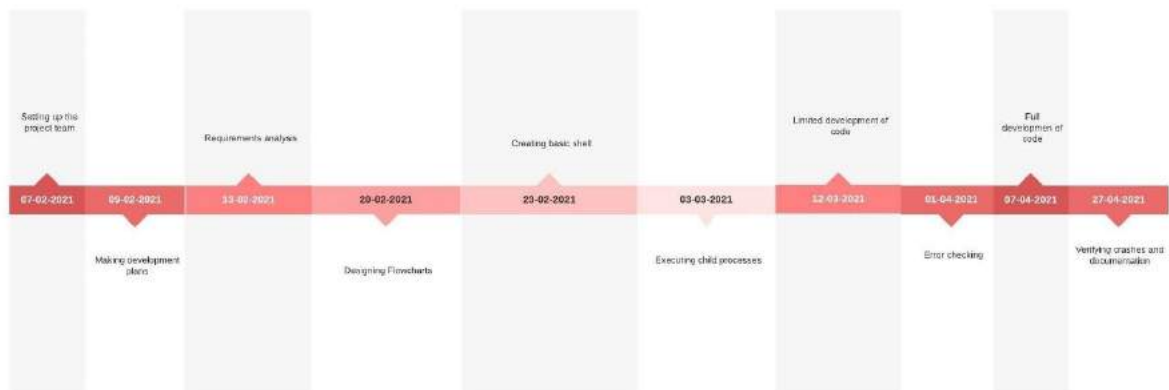 Setting up the
project team
Requirements analysis
Creating basic shell
Limited development of
code
Full
developmen of
code
07-02-2021
09-02-2021
13-02-2021
20-02-2021
23-02-2021
03-03-2021
12-03-2021
01-04-2021
07-04-2021
27-04-2021
Making development
plans
Designing Flowcharts
Executing child processes
Error checking
Verifying crashes and
documernation